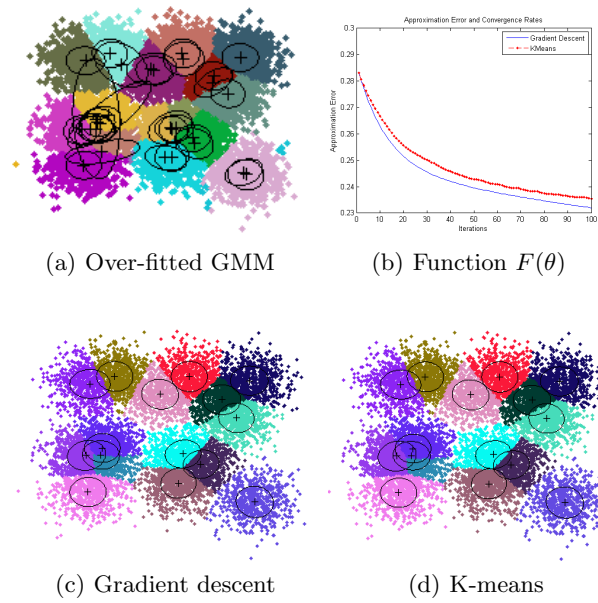 Approximation Error and Convergence Rates
0.3
Gradient Descent
KMeans
0.29
0.28
0.27
Approximation Error
0.26
0.25
0.24
0.23
0 10 20 30 40 50 60 70 80 90 100
Iterations
(a) Over-fitted GMM
(b) Function F(θ)
(c) Gradient descent
(d) K-means